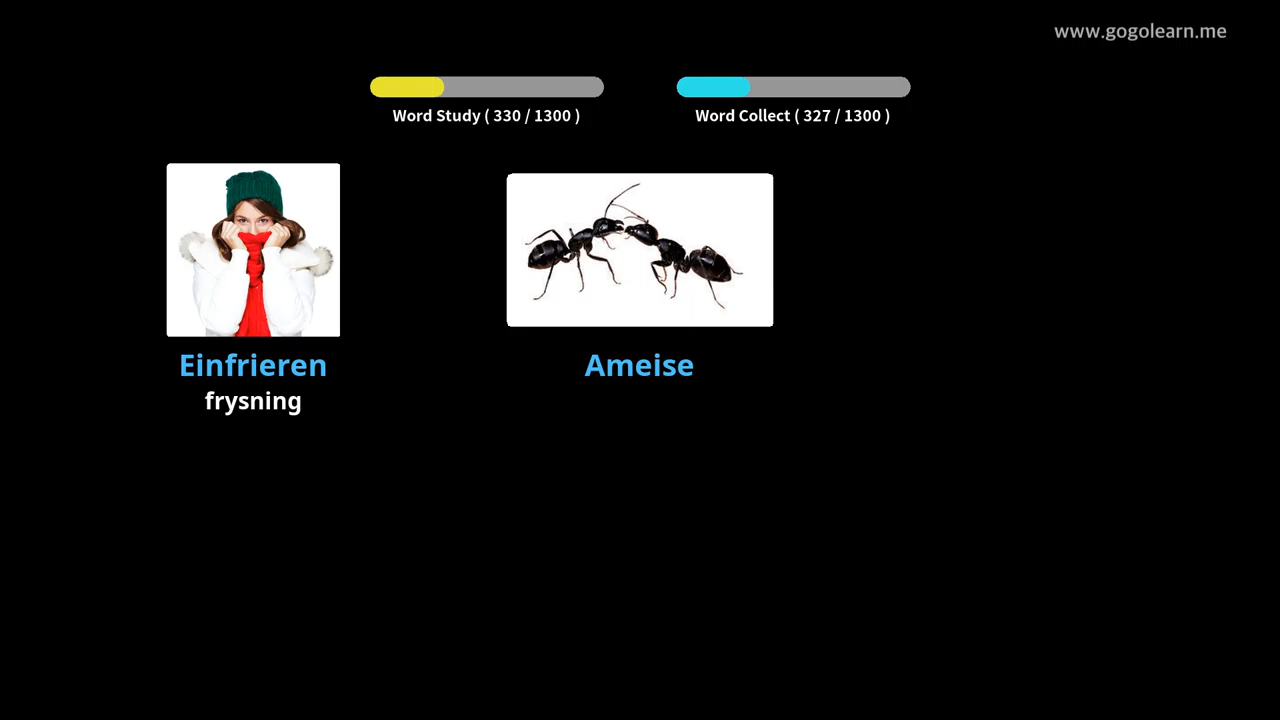 www.gogolearn.me
Word Study ( 330 / 1300 )
Word Collect ( 327 / 1300 )
Einfrieren
frysning
Ameise